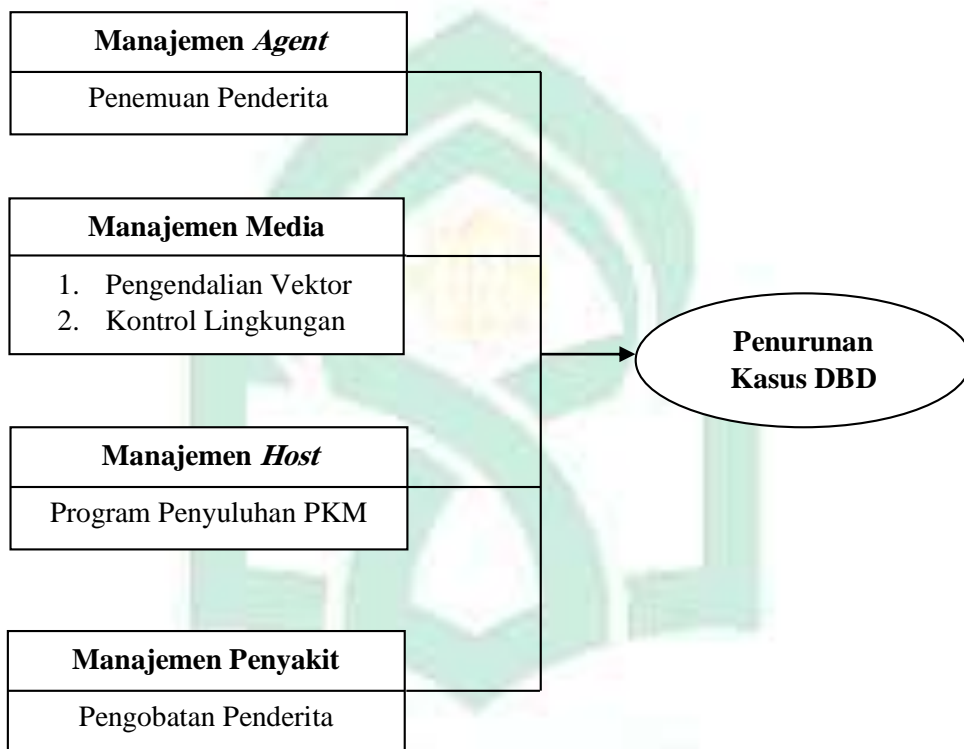 Manajemen Agent
Penemuan Penderita
Manajemen Media
1. Pengendalian Vektor
2. Kontrol Lingkungan
Penurunan
Kasus DBD
Manajemen Host
Program Penyuluhan PKM
Manajemen Penyakit
Pengobatan Penderita